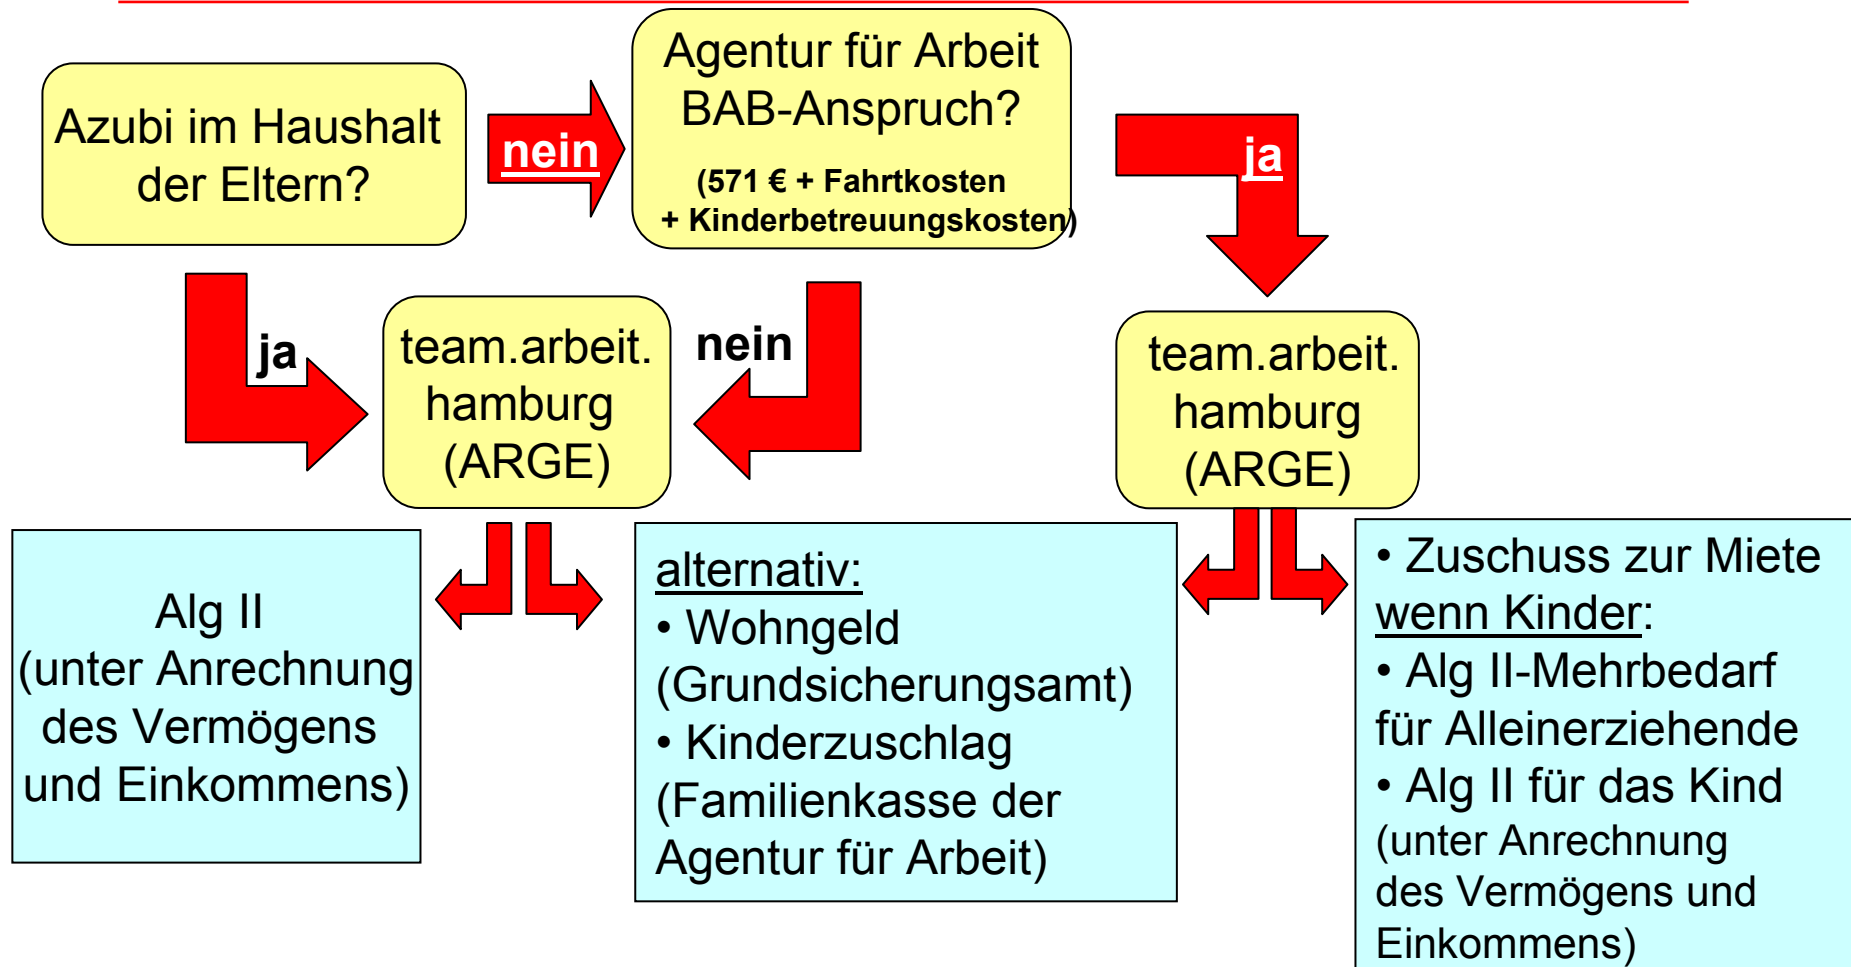 Azubi im Haushalt
der Eltern?
nein
Agentur für Arbeit
BAB-Anspruch?
(571 € + Fahrtkosten
+ Kinderbetreuungskosten)
ja
ja
team.arbeit.
hamburg
(ARGE)
nein
team.arbeit.
hamburg
(ARGE)
Alg II
(unter Anrechnung
des Vermögens
und Einkommens)
alternativ:
• Wohngeld
(Grundsicherungsamt)
• Kinderzuschlag
(Familienkasse der
Agentur für Arbeit)
• Zuschuss zur Miete
wenn Kinder:
• Alg II-Mehrbedarf
für Alleinerziehende
• Alg II für das Kind
(unter Anrechnung
des Vermögens und
Einkommens)